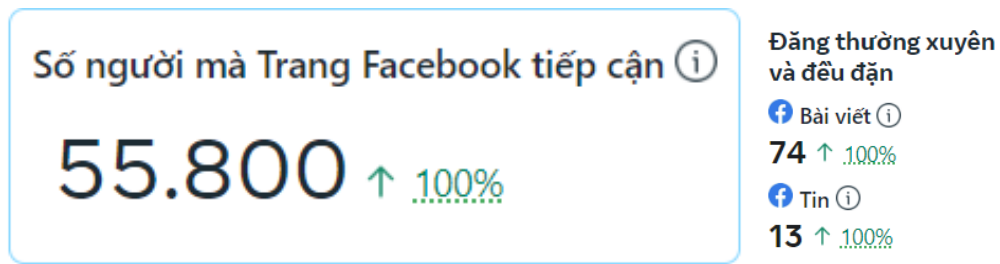 Số người mà Trang Facebook tiếp cận
55.800 ↑ 100%
Đăng thường xuyên
và đều đặn
Bài viết
74 ↑ 100%
Tin
13 ↑ 100%